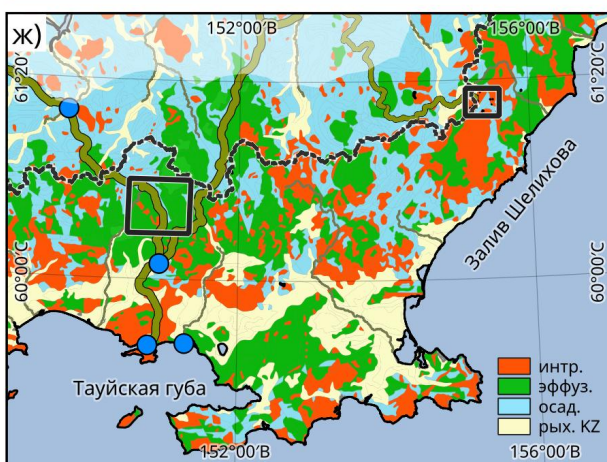 ж)
152°00′В
156°00′В
61°20′С
61°20′С
60°00′С
60°00′С
Залив Шелихова
Тауйская губа
интр.
эффуз.
осад.
рых. KZ
152°00′В
156°00′В